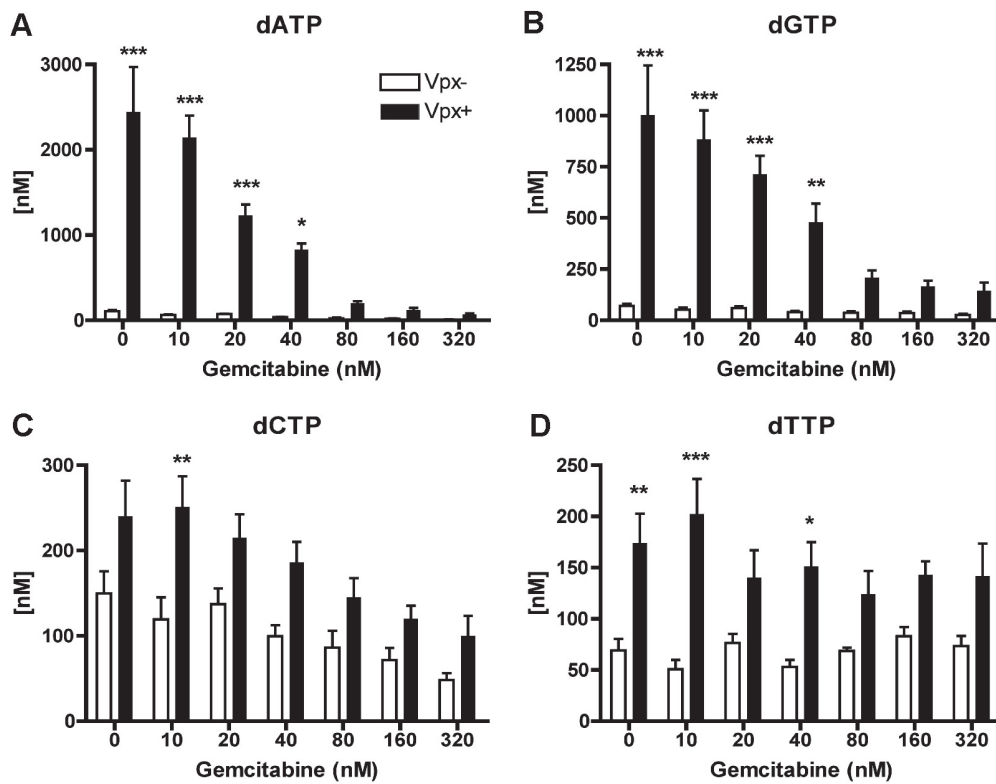 A
dATP
***
3000
***
2000
***
1000
*
0
[nM]
Vpx-
Vpx+
0 10 20 40 80 160 320
Gemcitabine (nM)
B
dGTP
***
1250
***
1000
***
750
**
500
250
0
[nM]
0 10 20 40 80 160 320
Gemcitabine (nM)
C
dCTP
**
300
200
100
0
[nM]
0 10 20 40 80 160 320
Gemcitabine (nM)
D
dTTP
***
**
*
250
200
150
100
50
0
[nM]
0 10 20 40 80 160 320
Gemcitabine (nM)